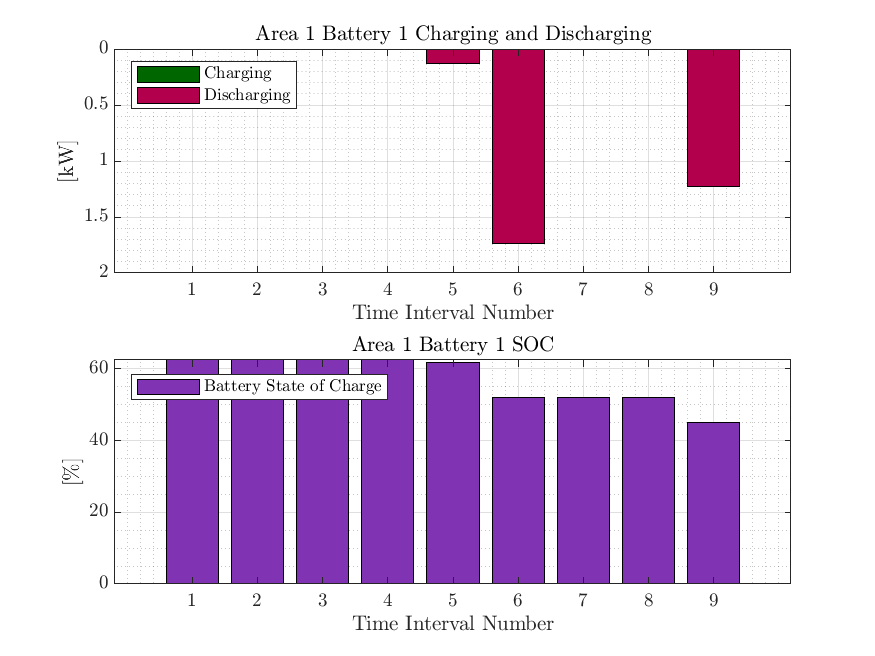 Area 1 Battery 1 Charging and Discharging
0
0.5
1
1.5
2
[kW]
Charging
Discharging
1 2 3 4 5 6 7 8 9
Time Interval Number
Area 1 Battery 1 SOC
60
40
20
0
[%]
Battery State of Charge
1 2 3 4 5 6 7 8 9
Time Interval Number